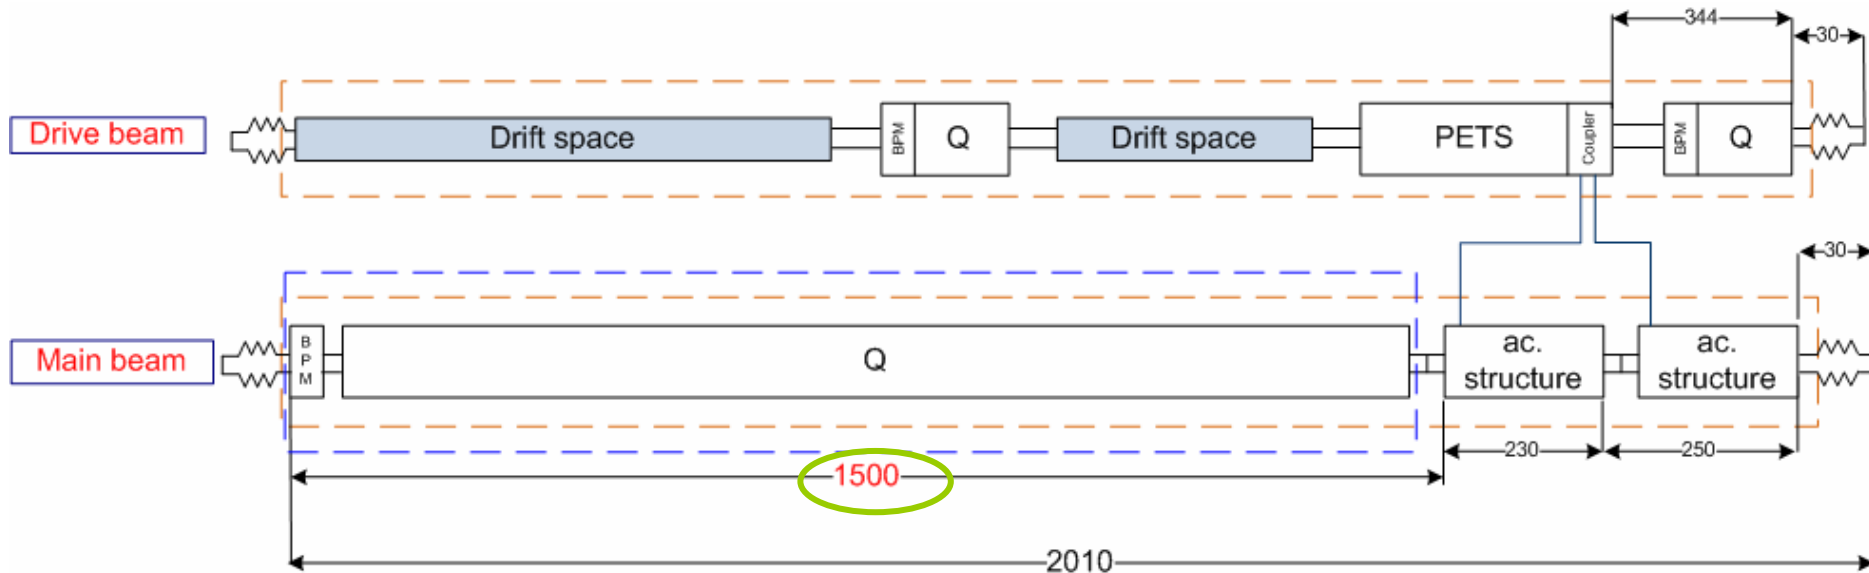 344
30
Drive beam
Drift space
BPM
Q
Drift space
PETS
Coupler
BPM
Q
30
Main beam
BPM
Q
ac.
structure
ac.
structure
230
250
1500
2010